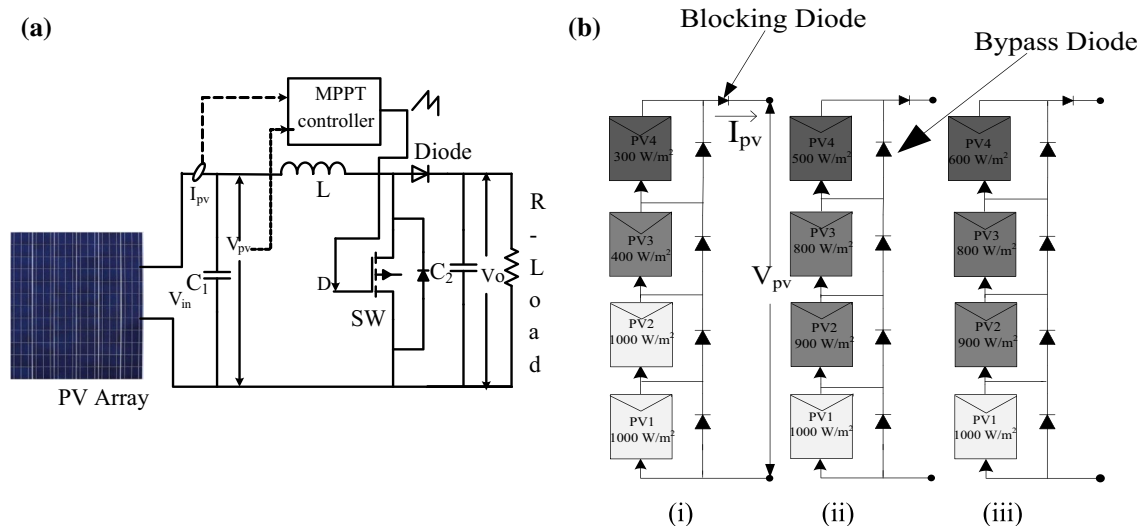 (a)
MPPT
controller
Diode
L
I_pv
V_pv
V_in
C_1
D
SW
C_2
Vo
R
-
L
o
a
d
PV Array
(b)
Blocking Diode
Bypass Diode
I_pv
V_pv
PV4
300 W/m²
PV3
400 W/m²
PV2
1000 W/m²
PV1
1000 W/m²
(i)
PV4
500 W/m²
PV3
800 W/m²
PV2
900 W/m²
PV1
1000 W/m²
(ii)
PV4
600 W/m²
PV3
800 W/m²
PV2
900 W/m²
PV1
1000 W/m²
(iii)